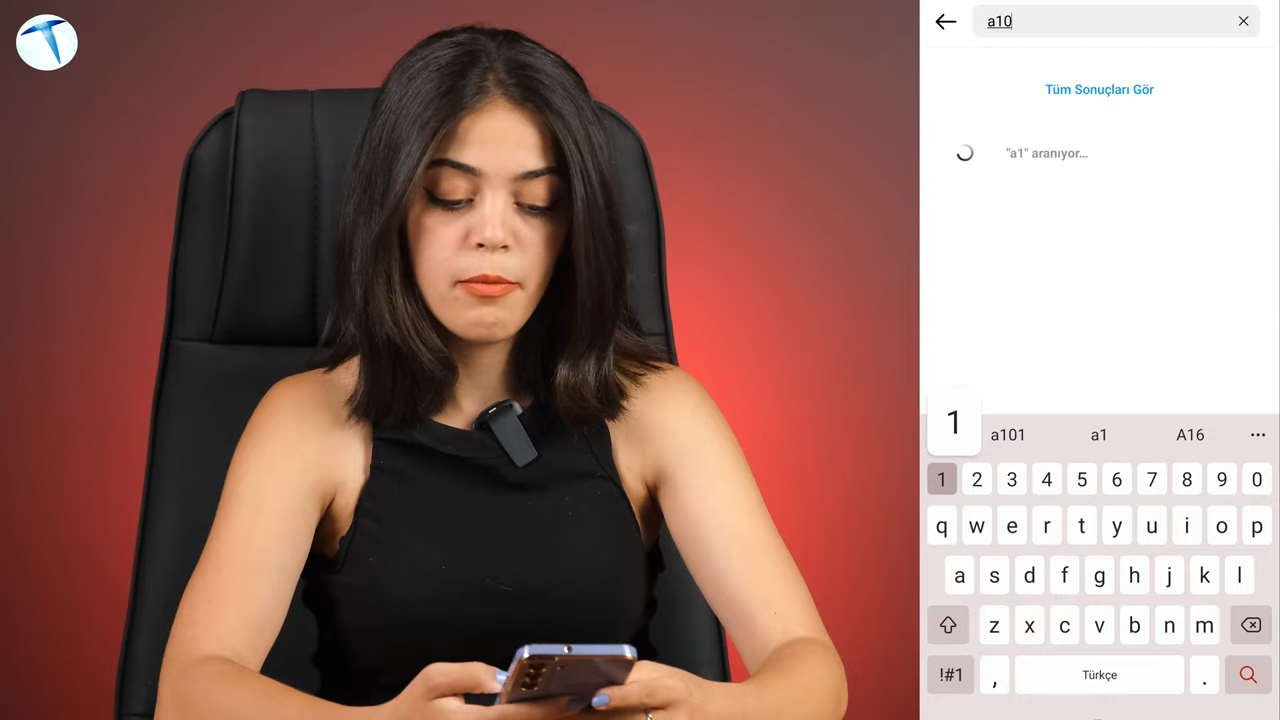 a10
Tüm Sonuçları Gör
"a1" aranıyor...
1
a101 a1 A16
1 2 3 4 5 6 7 8 9 0
q w e r t y u i o p
a s d f g h j k l
z x c v b n m
!#1 , Türkçe .